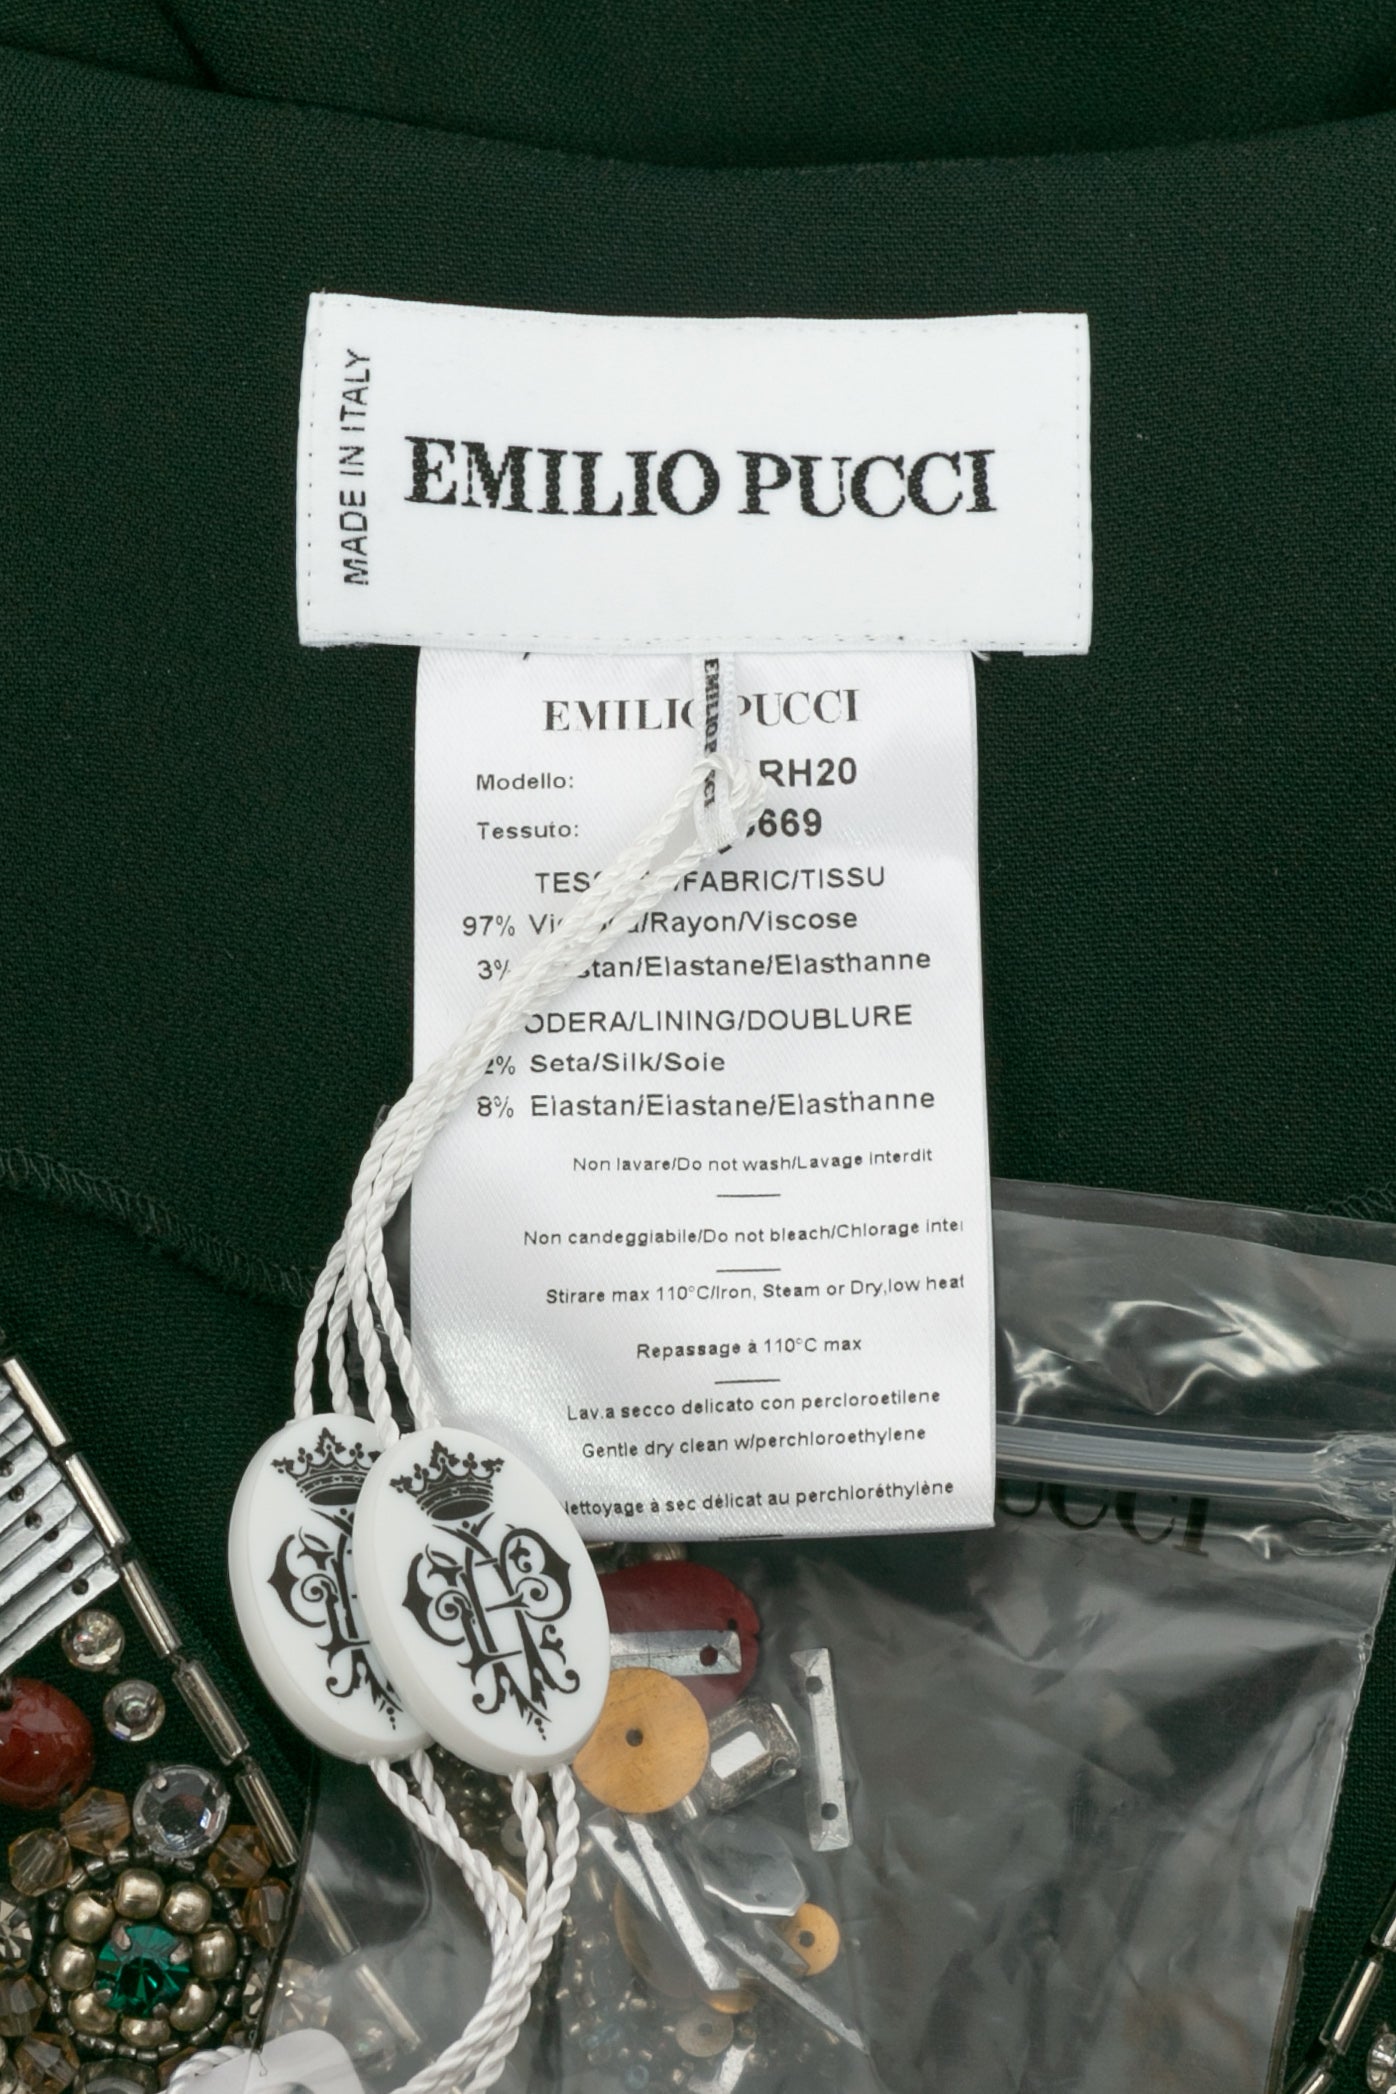 MADE IN ITALY
EMILIO PUCCI
EMILIO PUCCI
EMILIO PUCCI
Modello: RH20
Tessuto: 669
/FABRIC/TISSU
97% /Rayon/Viscose
3% /Elastane/Elasthanne
/LINING/DOUBLURE
Seta/Silk/Soie
8% Elastan/Elastane/Elasthanne
Non lavare/Do not wash/Lavage interdit
Non candeggiabile/Do not bleach/Chlorage
Stirare max 110°C/Iron, Steam or Dry,low heat
Repassage à 110°C max
Lav.a secco delicato con percloroetilene
Gentle dry clean w/perchloroethylene
à sec délicat au perchloréthylène